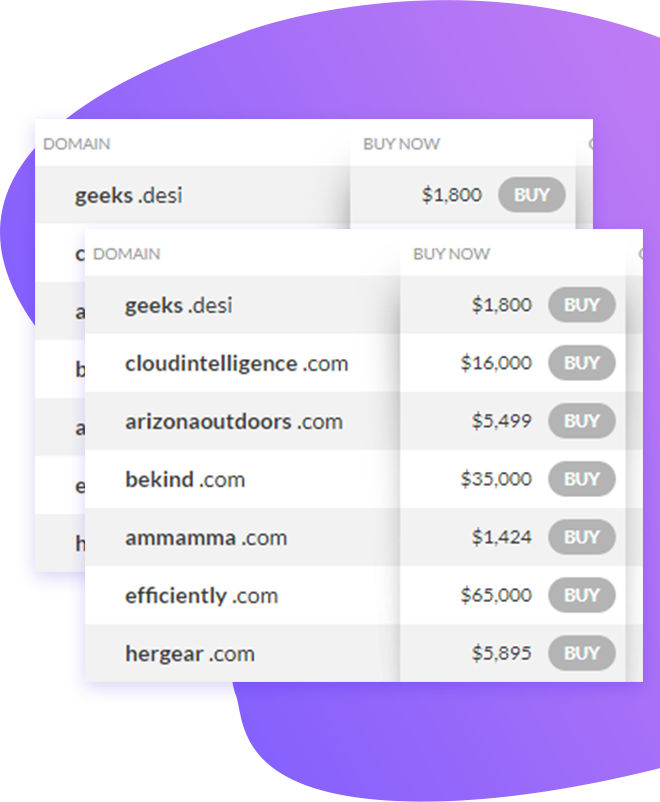 DOMAIN BUY NOW
geeks .desi $1,800 BUY
DOMAIN BUY NOW
geeks .desi $1,800 BUY
cloudintelligence .com $16,000 BUY
arizonaoutdoors .com $5,499 BUY
bekind .com $35,000 BUY
ammamma .com $1,424 BUY
efficiently .com $65,000 BUY
hergear .com $5,895 BUY